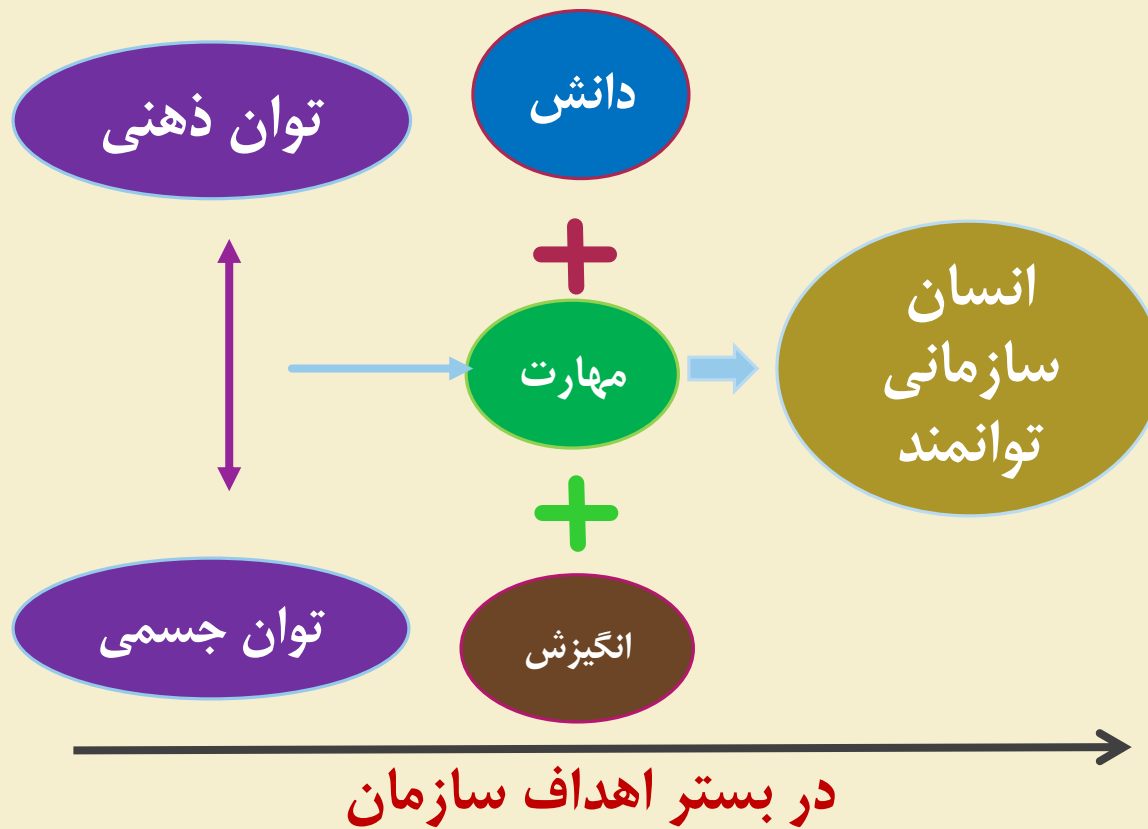 دانش
توان ذهنی
انسان
سازمانی
توانمند
مهارت
توان جسمی
انگیزش
در بستر اهداف سازمان